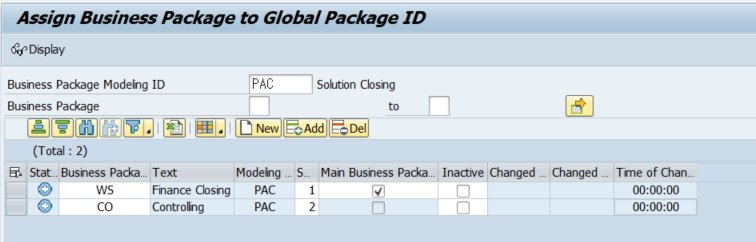 Assign Business Package to Global Package ID
Display
Business Package Modeling ID PAC Solution Closing
Business Package to
New Add Del
(Total : 2)
Stat.. Business Packa... Text Modeling ... S... Main Business Packa... Inactive Changed ... Changed ... Time of Chan...
WS Finance Closing PAC 1 00:00:00
CO Controling PAC 2 00:00:00